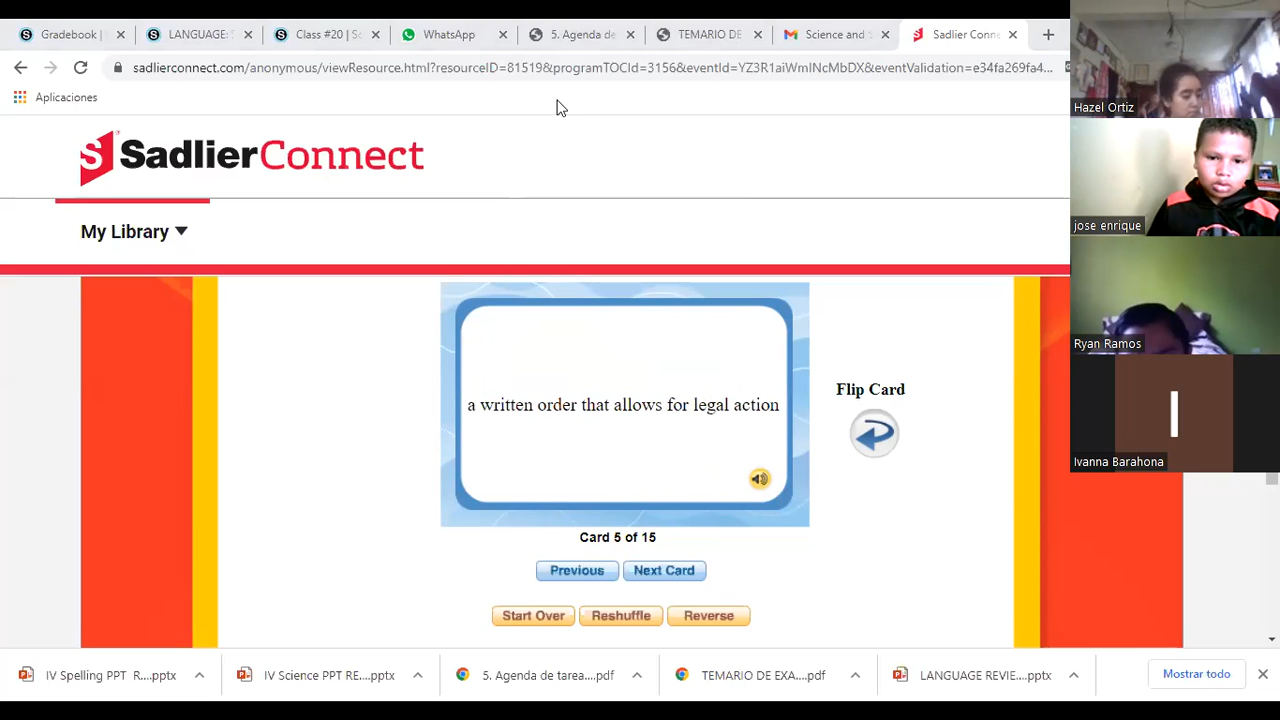 Gradebook |
LANGUAGE:
Class #20 | Sc
WhatsApp
5. Agenda de
TEMARIO DE
Science and S
Sadlier Conne
sadlierconnect.com/anonymous/viewResource.html?resourceID=81519&programTOCId=3156&eventId=YZ3R1aiWmINcMbDX&eventValidation=e34fa269fa4...
Aplicaciones
Hazel Ortiz
SadlierConnect
jose enrique
My Library
a written order that allows for legal action
Flip Card
Ryan Ramos
I
Ivanna Barahona
Card 5 of 15
Previous
Next Card
Start Over
Reshuffle
Reverse
IV Spelling PPT R....pptx
IV Science PPT RE....pptx
5. Agenda de tarea....pdf
TEMARIO DE EXA....pdf
LANGUAGE REVIE....pptx
Mostrar todo